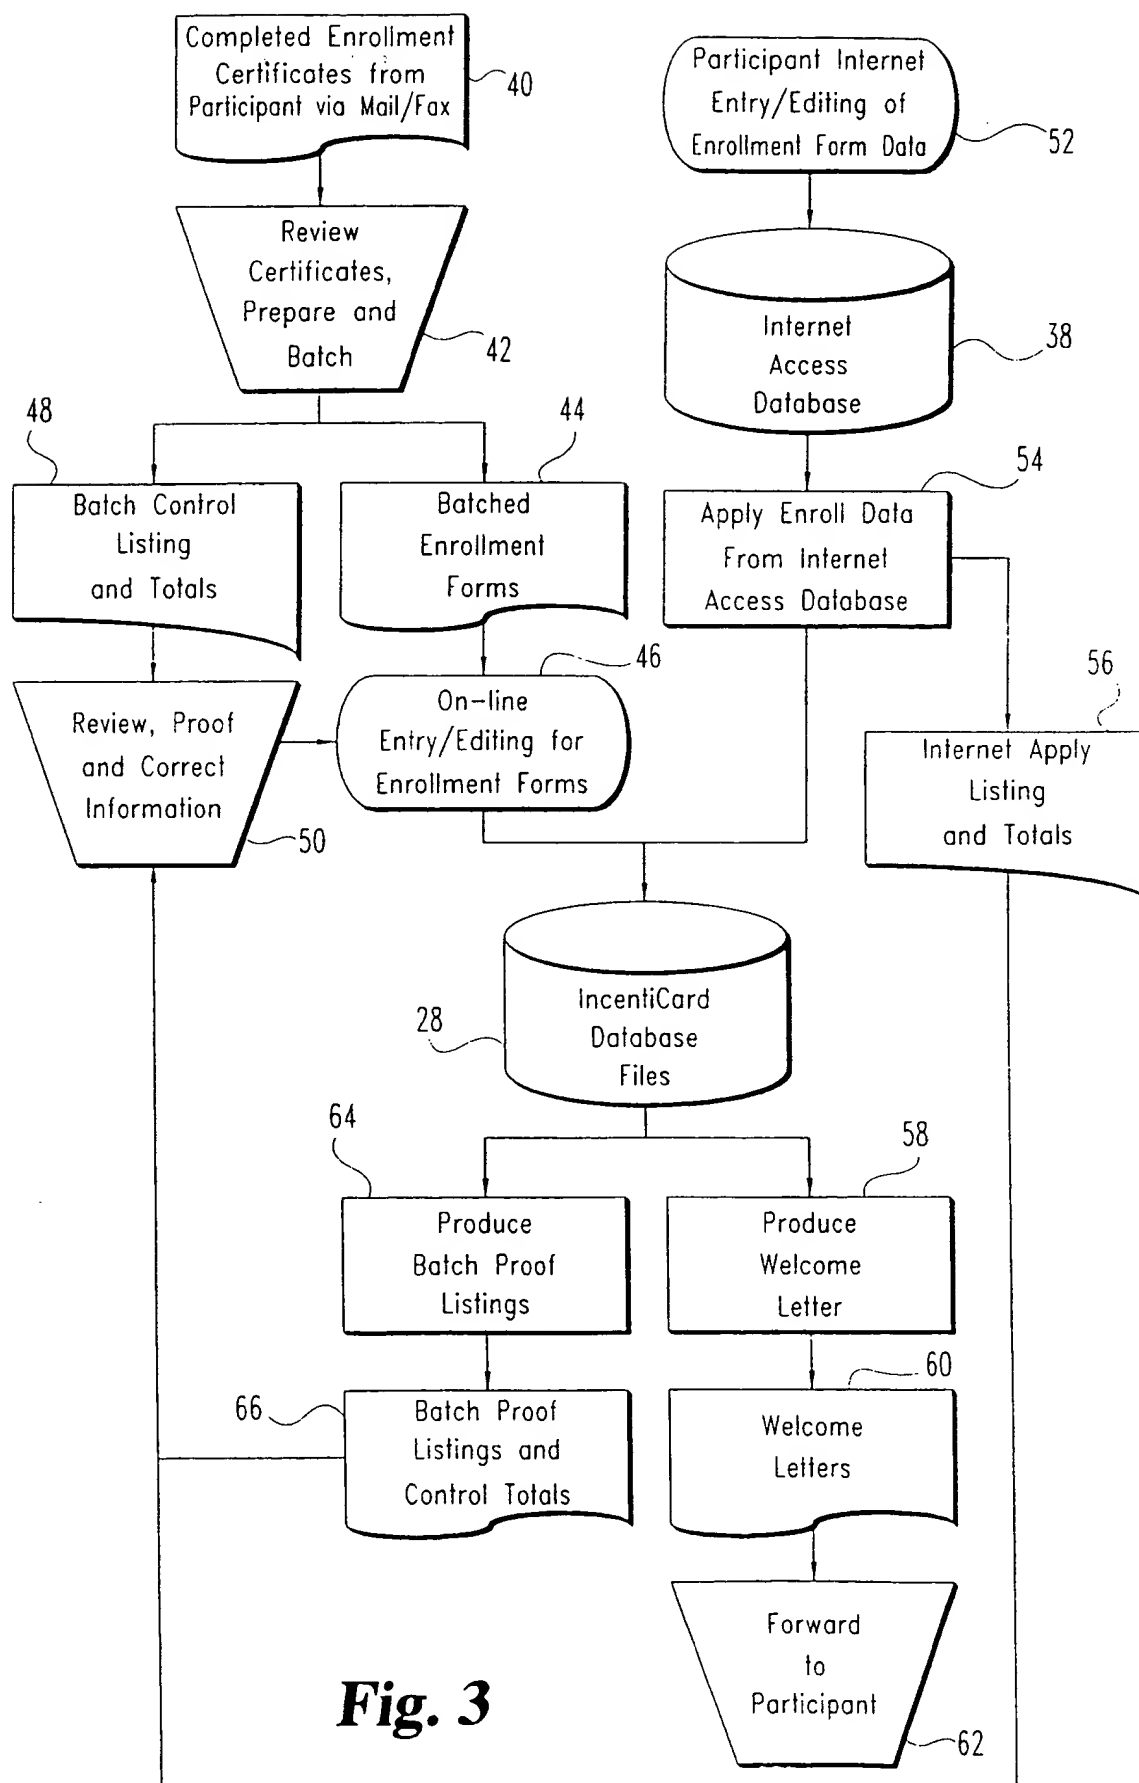 Completed Enrollment
Certificates from
Participant via Mail/Fax
40
Participant Internet
Entry/Editing of
Enrollment Form Data
52
Review
Certificates,
Prepare and
Batch
42
Internet
Access
Database
38
48
Batch Control
Listing
and Totals
44
Batched
Enrollment
Forms
54
Apply Enroll Data
From Internet
Access Database
Review, Proof
and Correct
Information
50
46
On-line
Entry/Editing for
Enrollment Forms
56
Internet Apply
Listing
and Totals
28
IncentiCard
Database
Files
64
Produce
Batch Proof
Listings
58
Produce
Welcome
Letter
66
Batch Proof
Listings and
Control Totals
60
Welcome
Letters
Forward
to
Participant
62
Fig. 3